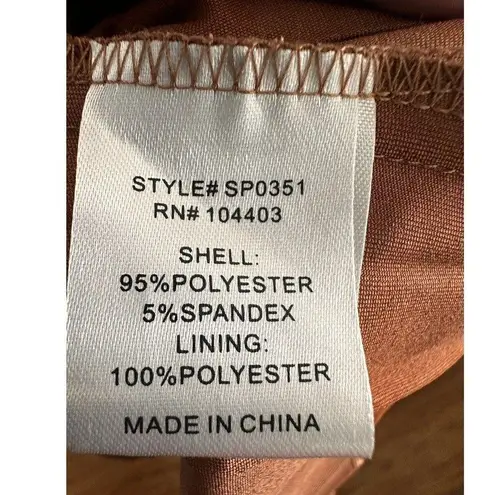 STYLE# SP0351
RN# 104403
SHELL:
95%POLYESTER
5%SPANDEX
LINING:
100%POLYESTER
MADE IN CHINA